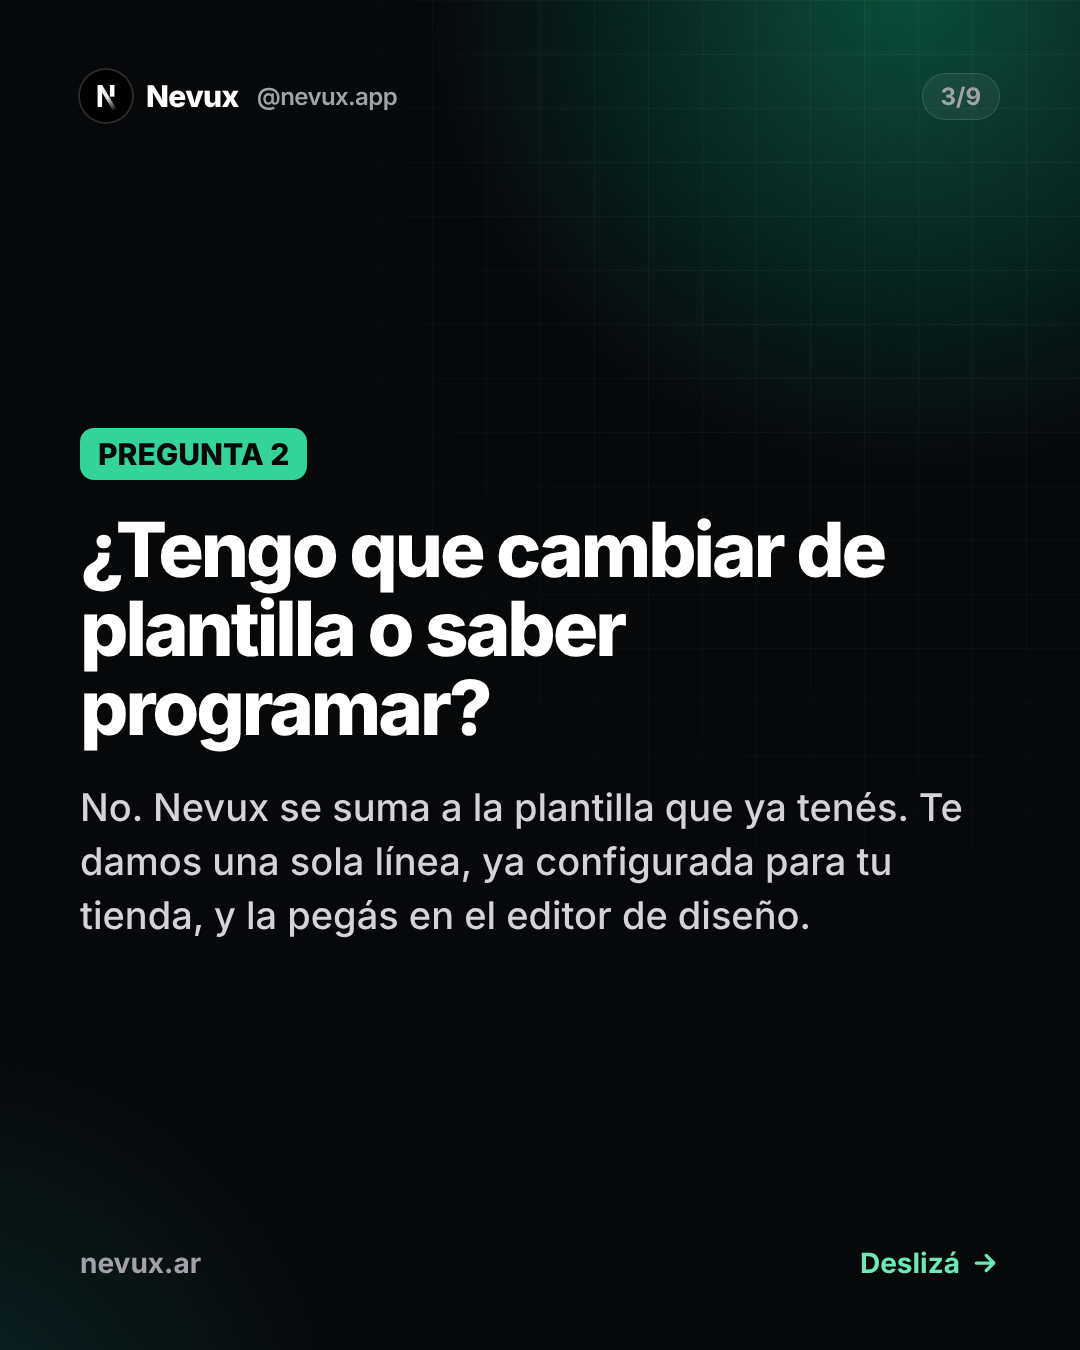 N Nevux @nevux.app 3/9
PREGUNTA 2
¿Tengo que cambiar de
plantilla o saber
programar?
No. Nevux se suma a la plantilla que ya tenés. Te
damos una sola línea, ya configurada para tu
tienda, y la pegás en el editor de diseño.
nevux.ar Deslizá →